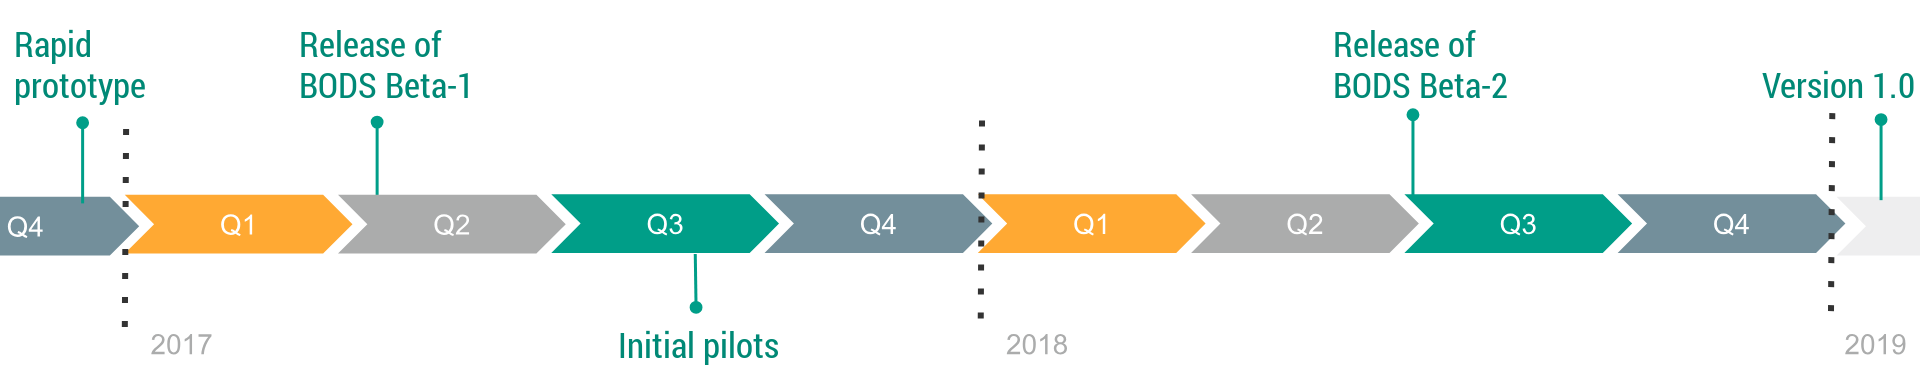 Rapid
prototype
Release of
BODS Beta-1
Release of
BODS Beta-2
Version 1.0
Q4
Q1
Q2
Q3
Q4
Q1
Q2
Q3
Q4
Initial pilots
2017
2018
2019